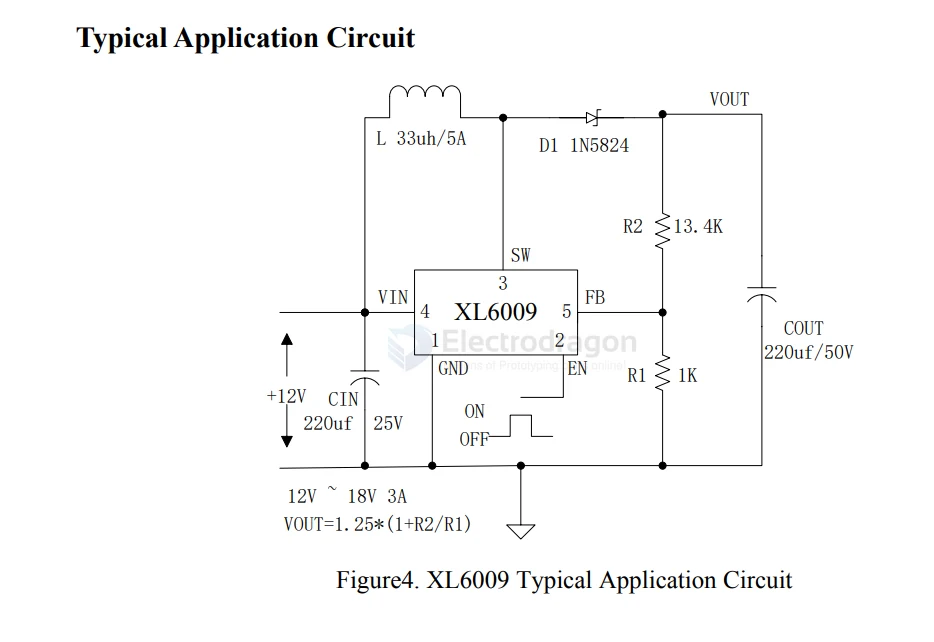 Typical Application Circuit
VOUT
L 33uh/5A
D1 1N5824
R2 13.4K
SW
3
VIN
4 XL6009 5
FB
1 2
Electrodragon
GND
EN
COUT
220uf/50V
R1 1K
+12V
CIN
220uf 25V
ON
OFF
12V ~ 18V 3A
VOUT=1.25*(1+R2/R1)
Figure4. XL6009 Typical Application Circuit